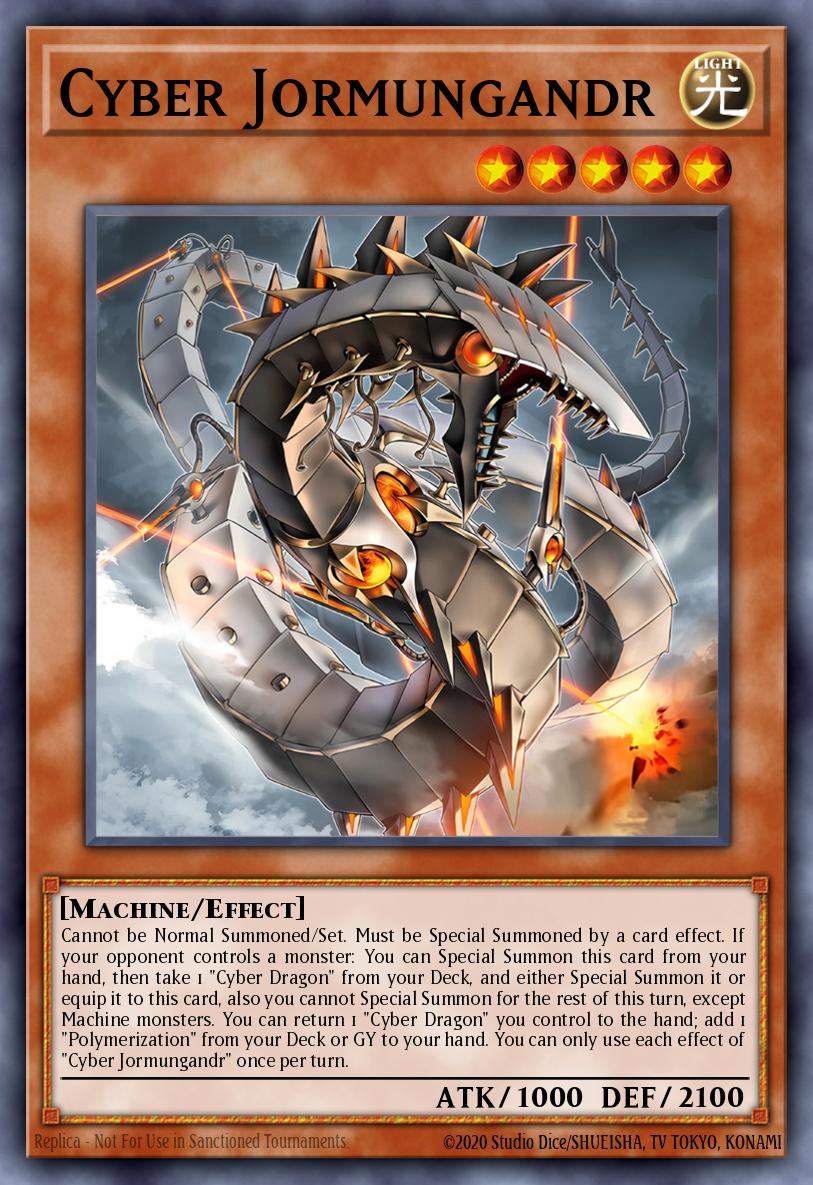 Cyber Jormungandr
LIGHT
光
[Machine/Effect]
Cannot be Normal Summoned/Set. Must be Special Summoned by a card effect. If
your opponent controls a monster: You can Special Summon this card from your
hand, then take 1 "Cyber Dragon" from your Deck, and either Special Summon it or
equip it to this card, also you cannot Special Summon for the rest of this turn, except
Machine monsters. You can return 1 "Cyber Dragon" you control to the hand; add 1
"Polymerization" from your Deck or GY to your hand. You can only use each effect of
"Cyber Jormungandr" once per turn.
ATK/1000 DEF/2100
Replica - Not For Use in Sanctioned Tournaments.
©2020 Studio Dice/SHUEISHA, TV TOKYO, KONAMI